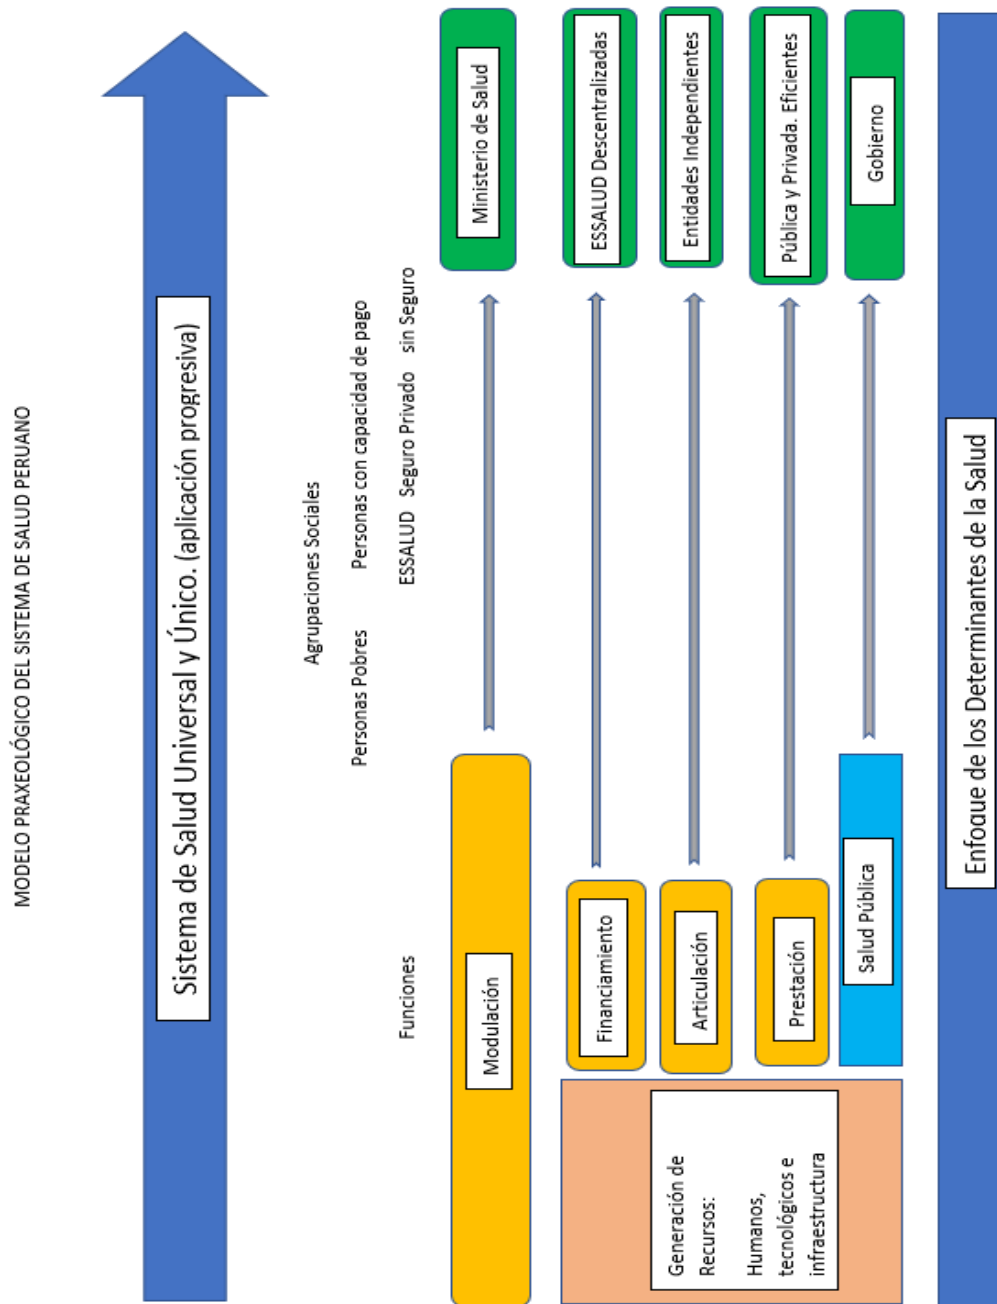 MODELO PRAXEOLÓGICO DEL SISTEMA DE SALUD PERUANO
Sistema de Salud Universal y Único. (aplicación progresiva)
Agrupaciones Sociales
Personas Pobres
Personas con capacidad de pago
Funciones
ESSALUD Seguro Privado sin Seguro
Modulación
Ministerio de Salud
Financiamiento
ESSALUD Descentralizadas
Articulación
Entidades Independientes
Prestación
Pública y Privada. Eficientes
Generación de
Recursos:
Humanos,
tecnológicos e
infraestructura
Salud Pública
Gobierno
Enfoque de los Determinantes de la Salud